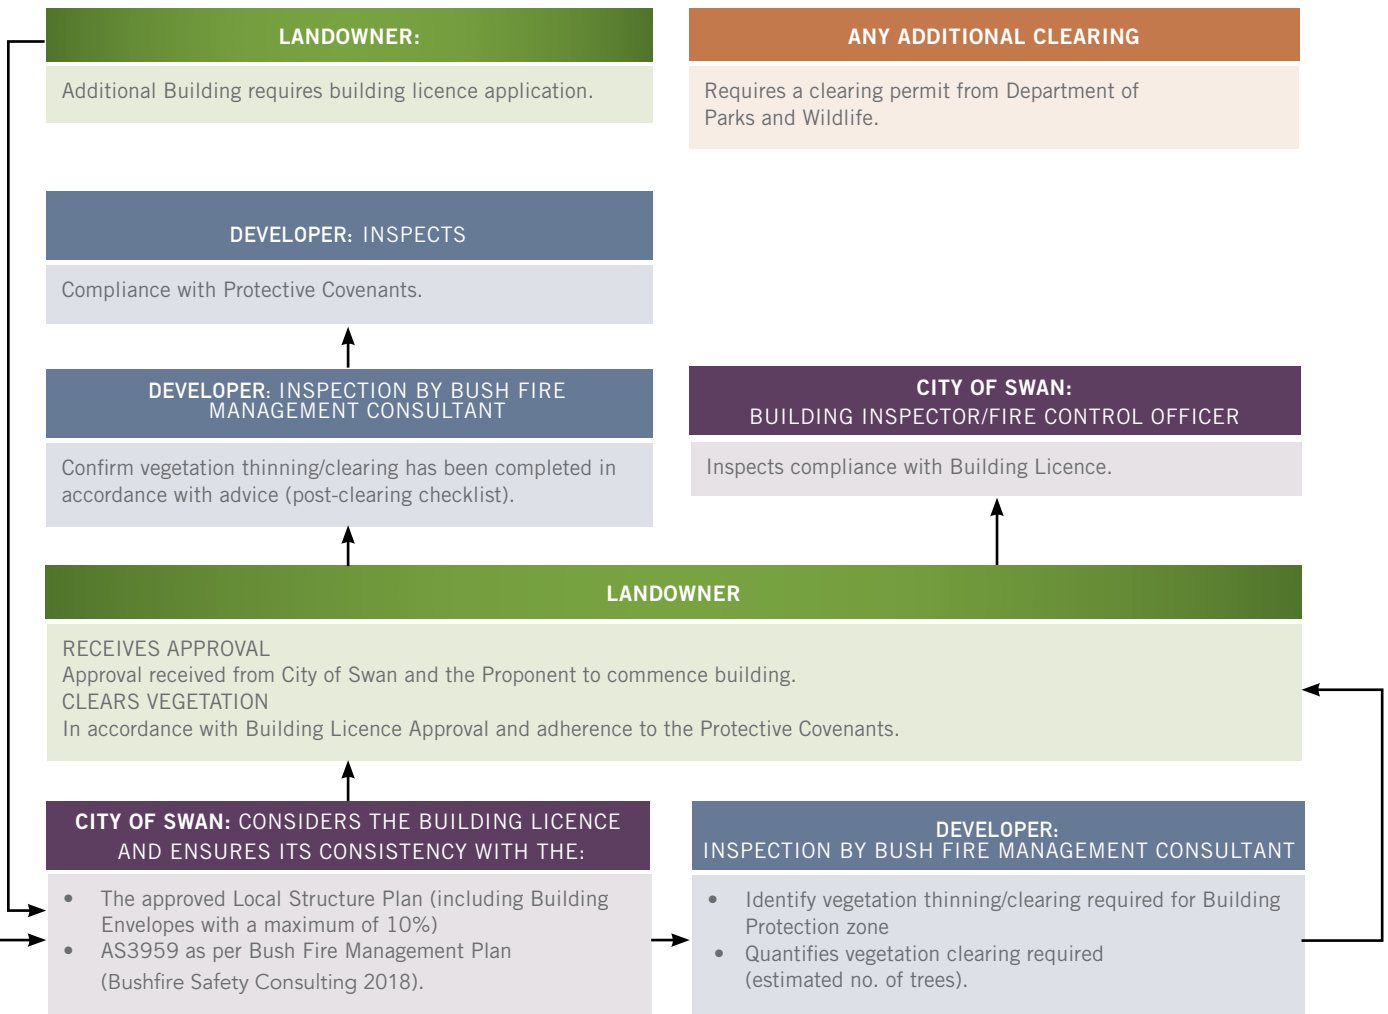 LANDOWNER:
Additional Building requires building licence application.
ANY ADDITIONAL CLEARING
Requires a clearing permit from Department of
Parks and Wildlife.
DEVELOPER: INSPECTS
Compliance with Protective Covenants.
DEVELOPER: INSPECTION BY BUSH FIRE
MANAGEMENT CONSULTANT
Confirm vegetation thinning/clearing has been completed in
accordance with advice (post-clearing checklist).
CITY OF SWAN:
BUILDING INSPECTOR/FIRE CONTROL OFFICER
Inspects compliance with Building Licence.
LANDOWNER
RECEIVES APPROVAL
Approval received from City of Swan and the Proponent to commence building.
CLEARS VEGETATION
In accordance with Building Licence Approval and adherence to the Protective Covenants.
CITY OF SWAN: CONSIDERS THE BUILDING LICENCE
AND ENSURES ITS CONSISTENCY WITH THE:
• The approved Local Structure Plan (including Building
Envelopes with a maximum of 10%)
• AS3959 as per Bush Fire Management Plan
(Bushfire Safety Consulting 2018).
DEVELOPER:
INSPECTION BY BUSH FIRE MANAGEMENT CONSULTANT
• Identify vegetation thinning/clearing required for Building
Protection zone
• Quantifies vegetation clearing required
(estimated no. of trees).